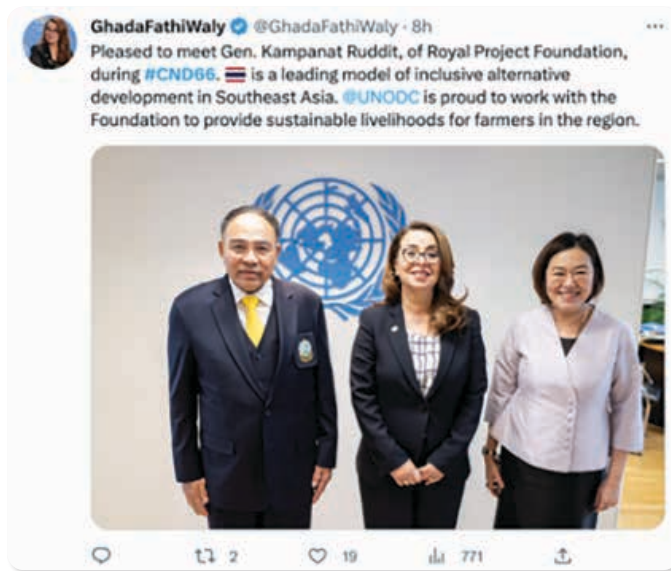 GhadaFathiWaly @GhadaFathiWaly · 8h
Pleased to meet Gen. Kampanat Ruddit, of Royal Project Foundation,
during #CND66. 🇹🇭 is a leading model of inclusive alternative
development in Southeast Asia. @UNODC is proud to work with the
Foundation to provide sustainable livelihoods for farmers in the region.
2 19 771